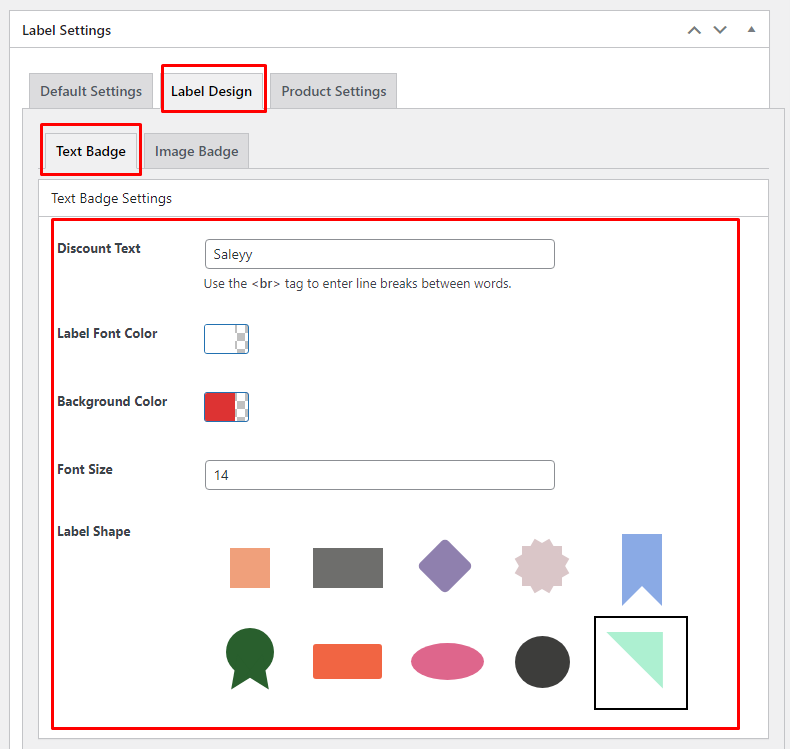 Label Settings
Default Settings Label Design Product Settings
Text Badge Image Badge
Text Badge Settings
Discount Text Saleyy
Use the <br> tag to enter line breaks between words.
Label Font Color
Background Color
Font Size 14
Label Shape